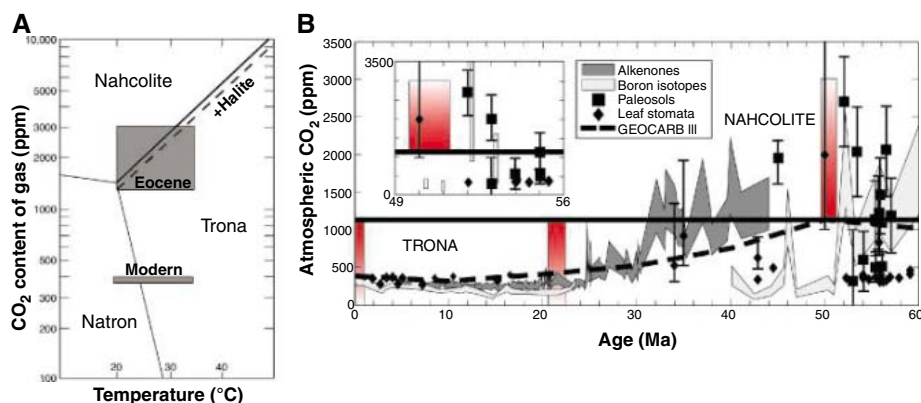 A
10,000
5000
3000
2000
1000
500
400
300
200
100
CO2 content of gas (ppm)
Nahcolite
+Halite
Eocene
Trona
Modern
Natron
20
30
40
Temperature (°C)
B
3500
3000
2500
2000
1500
1000
500
0
Atmospheric CO2 (ppm)
3500
0
49
56
Alkenones
Boron isotopes
Paleosols
Leaf stomata
GEOCARB III
NAHCOLITE
TRONA
0
10
20
30
40
50
60
Age (Ma)